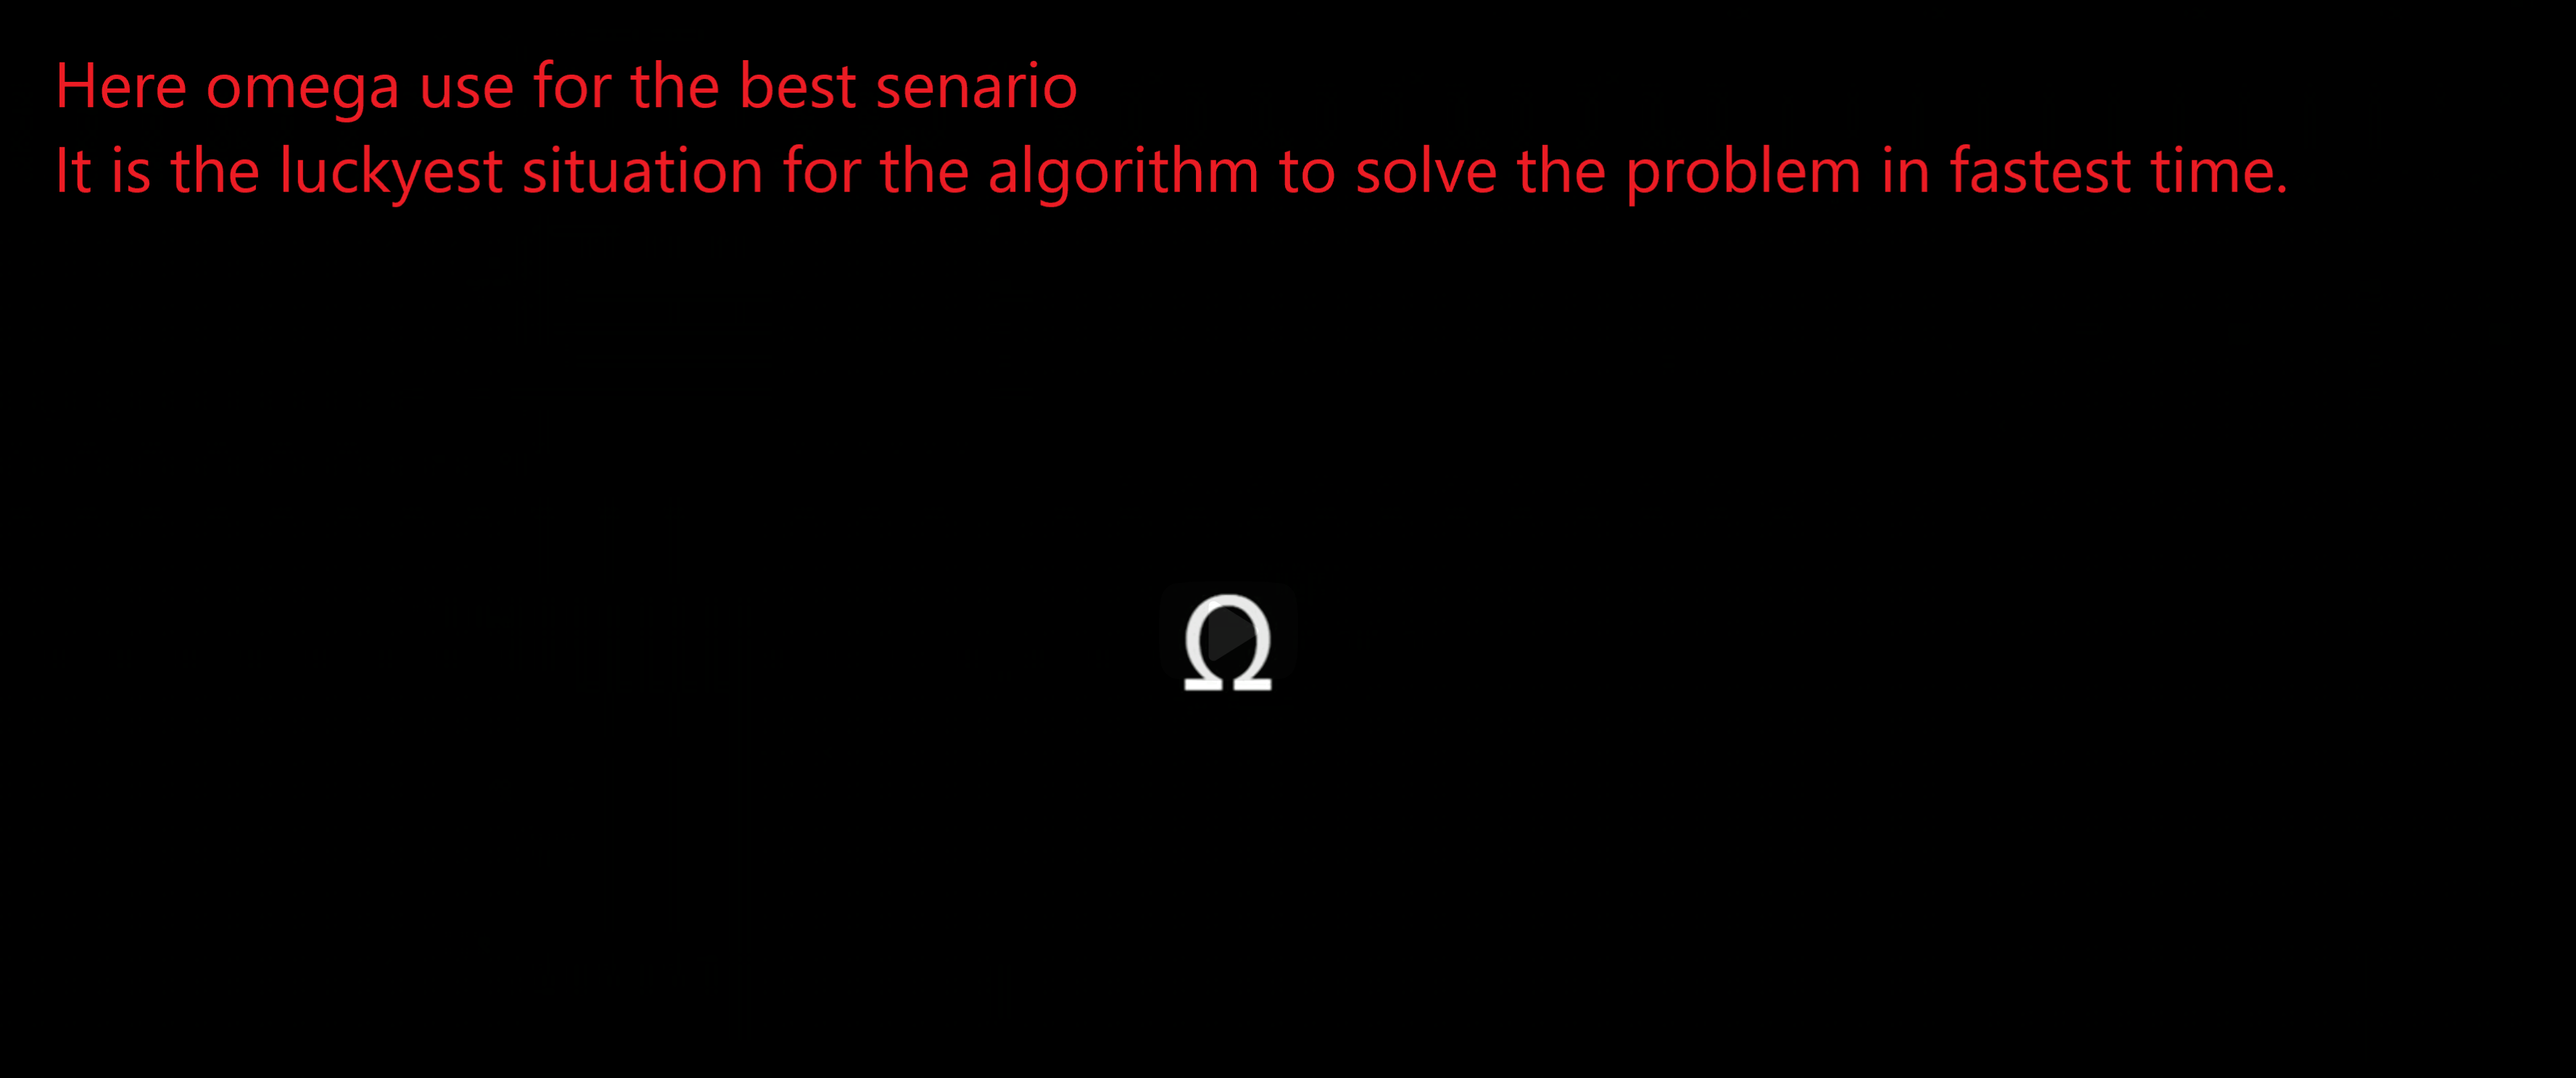 Here omega use for the best senario
It is the luckyest situation for the algorithm to solve the problem in fastest time.
Ω